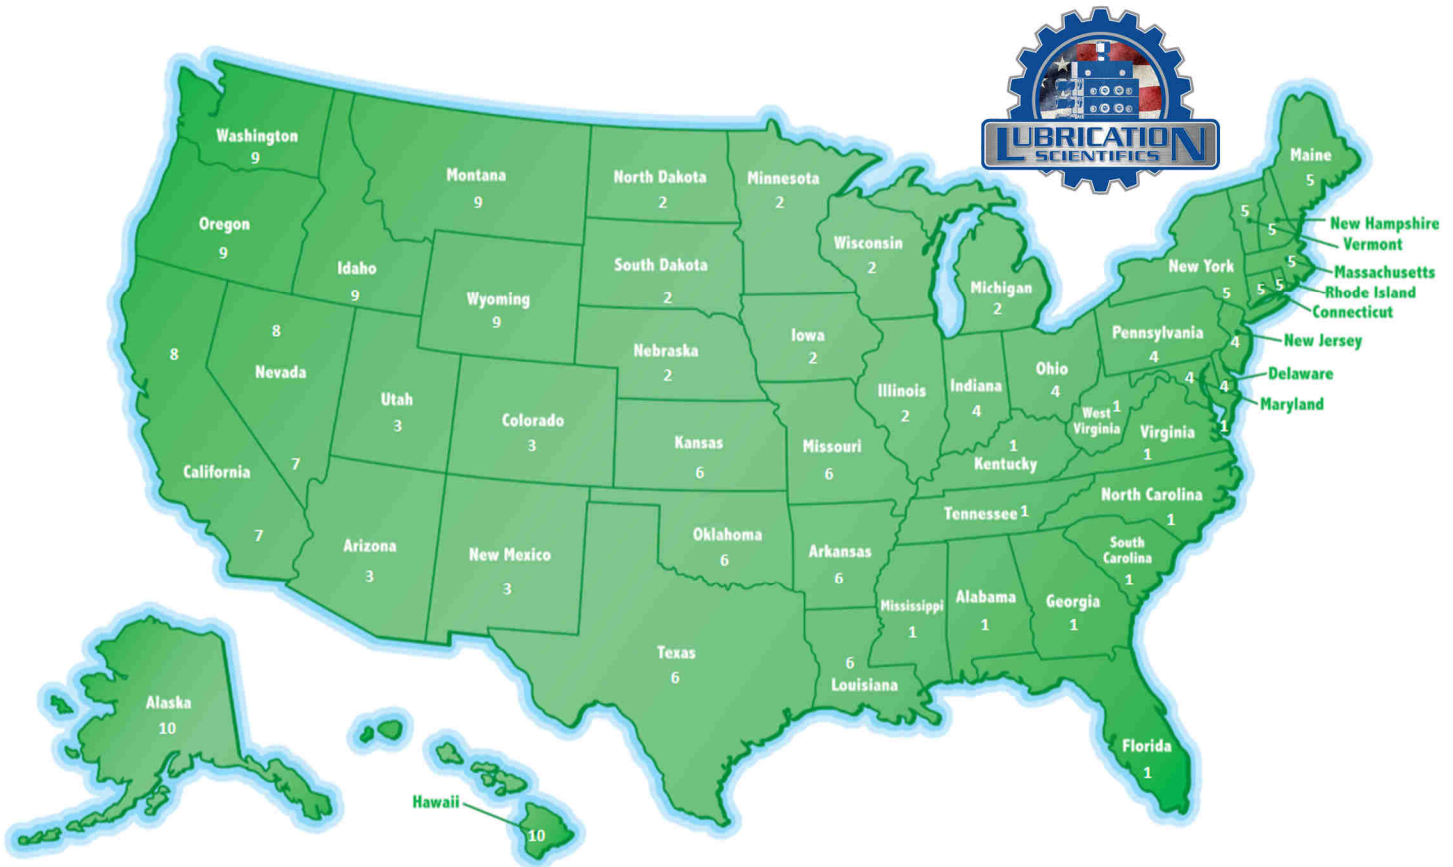 LUBRICATION
SCIENTIFICS
Washington
9
Montana
9
North Dakota
2
Minnesota
2
Maine
5
Oregon
9
Idaho
9
Wyoming
9
South Dakota
2
Wisconsin
2
Michigan
2
New York
5
5
5
New Hampshire
Vermont
5
Massachusetts
5
5
Rhode Island
Connecticut
8
8
Nevada
7
California
7
Utah
3
Colorado
3
Nebraska
2
Iowa
2
Illinois
2
Indiana
4
Ohio
4
Pennsylvania
4
4
New Jersey
4
Delaware
4
Maryland
1
West
Virginia
1
Virginia
1
Kansas
6
Missouri
6
1
Kentucky
North Carolina
1
Tennessee 1
South
Carolina
1
Arizona
3
New Mexico
3
Oklahoma
6
Arkansas
6
Mississippi
1
Alabama
1
Georgia
1
Texas
6
6
Louisiana
Florida
1
Alaska
10
Hawaii
10